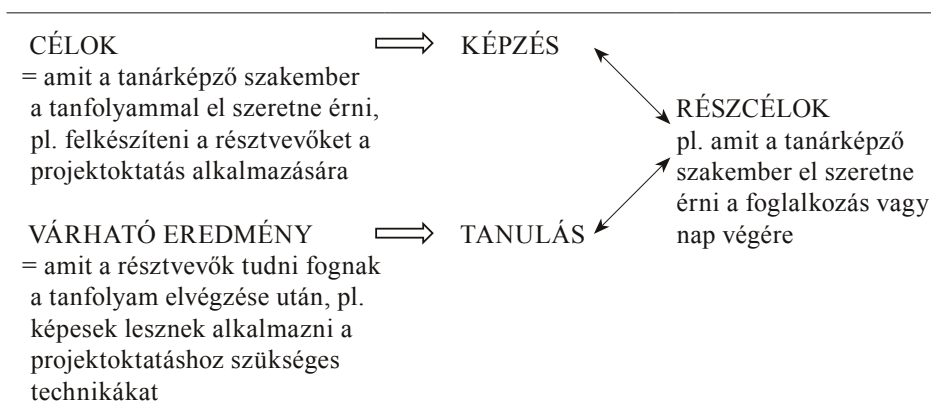 CÉLOK
= amit a tanárképző szakember
a tanfolyammal el szeretne érni,
pl. felkészíteni a résztvevőket a
projektoktatás alkalmazására
KÉPZÉS
VÁRHATÓ EREDMÉNY
= amit a résztvevők tudni fognak
a tanfolyam elvégzése után, pl.
képesek lesznek alkalmazni a
projektoktatáshoz szükséges
technikákat
TANULÁS
RÉSZCÉLOK
pl. amit a tanárképző
szakember el szeretne
érni a foglalkozás vagy
nap végére